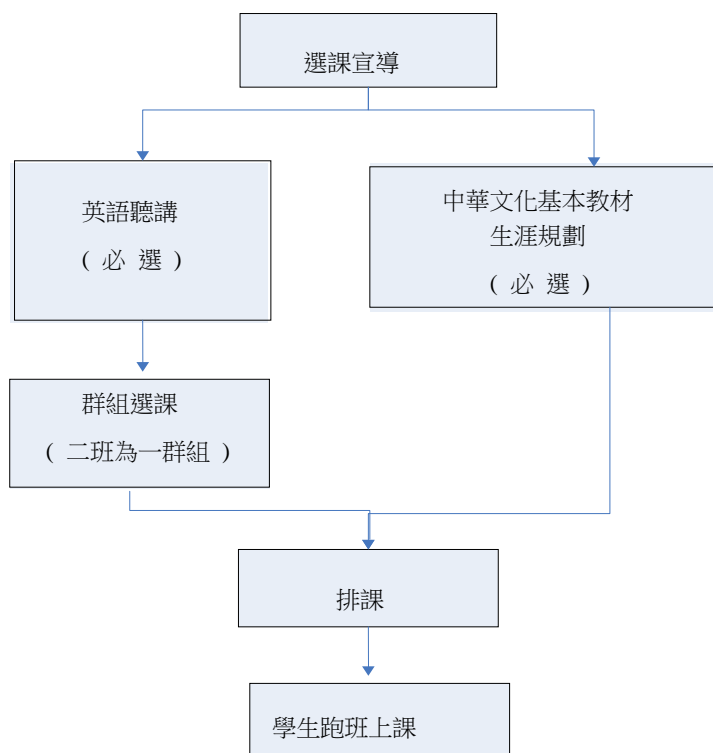 選課宣導
英語聽講
( 必 選 )
中華文化基本教材
生涯規劃
( 必 選 )
群組選課
( 二班為一群組 )
排課
學生跑班上課